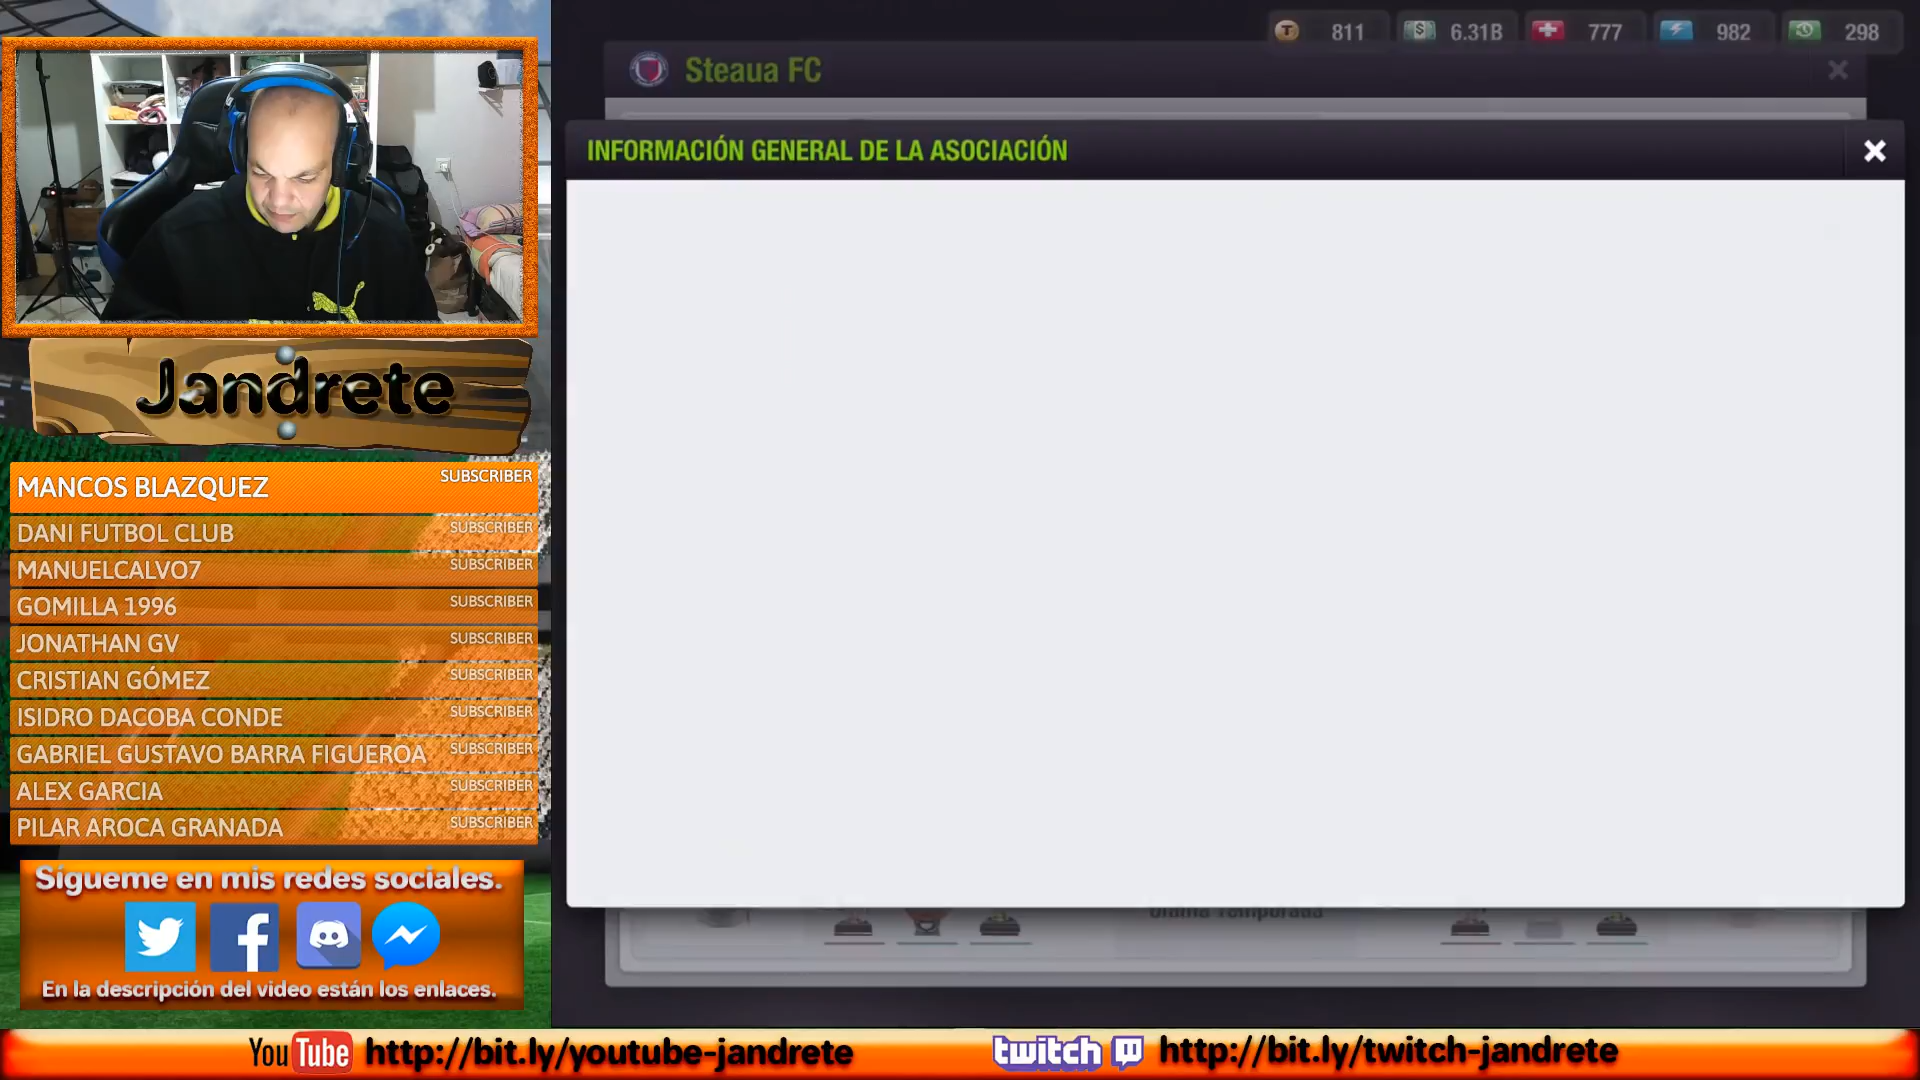 811
6.31B
777
982
298
Steaua FC
INFORMACIÓN GENERAL DE LA ASOCIACIÓN
Jandrete
MANCOS BLAZQUEZ SUBSCRIBER
DANI FUTBOL CLUB SUBSCRIBER
MANUELCALVO7 SUBSCRIBER
GOMILLA 1996 SUBSCRIBER
JONATHAN GV SUBSCRIBER
CRISTIAN GÓMEZ SUBSCRIBER
ISIDRO DACOBA CONDE SUBSCRIBER
GABRIEL GUSTAVO BARRA FIGUEROA SUBSCRIBER
ALEX GARCIA SUBSCRIBER
PILAR AROCA GRANADA SUBSCRIBER
Sígueme en mis redes sociales.
En la descripción del video están los enlaces.
YouTube http://bit.ly/youtube-jandrete
twitch http://bit.ly/twitch-jandrete